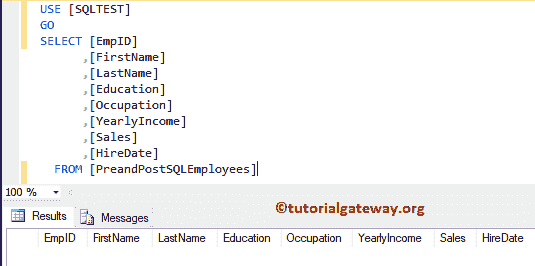 USE [SQLTEST]
GO
SELECT [EmpID]
,[FirstName]
,[LastName]
,[Education]
,[Occupation]
,[YearlyIncome]
,[Sales]
,[HireDate]
FROM [PreandPostSQLEmployees]
100 %
©tutorialgateway.org
Results Messages
EmpID FirstName LastName Education Occupation YearlyIncome Sales HireDate